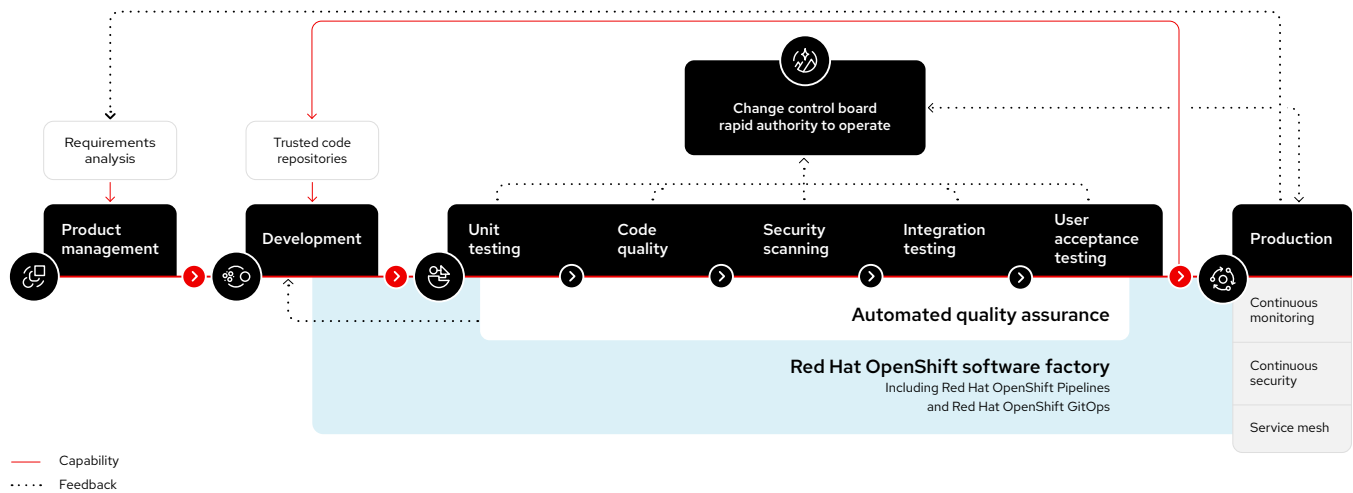 Change control board
rapid authority to operate
Requirements
analysis
Trusted code
repositories
Product
management
Development
Unit
testing
Code
quality
Security
scanning
Integration
testing
User
acceptance
testing
Production
Automated quality assurance
Red Hat OpenShift software factory
Including Red Hat OpenShift Pipelines
and Red Hat OpenShift GitOps
Continuous
monitoring
Continuous
security
Service mesh
Capability
Feedback